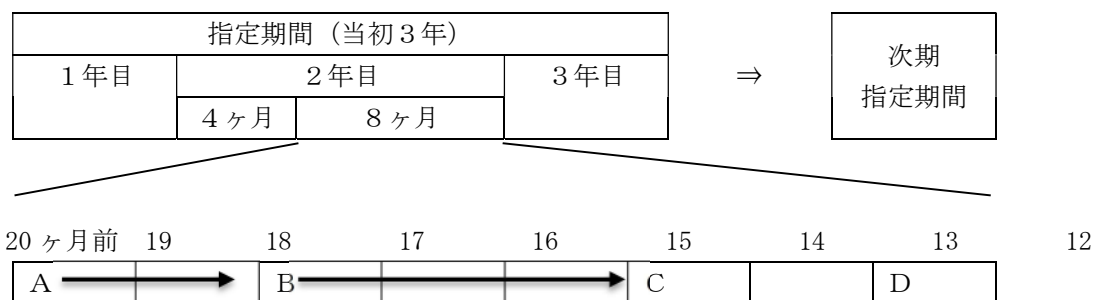 指定期間（当初３年）
１年目 ２年目 ３年目 ⇒ 次期
指定期間
４ヶ月 ８ヶ月
20 ヶ月前 19 18 17 16 15 14 13 12
A B C D